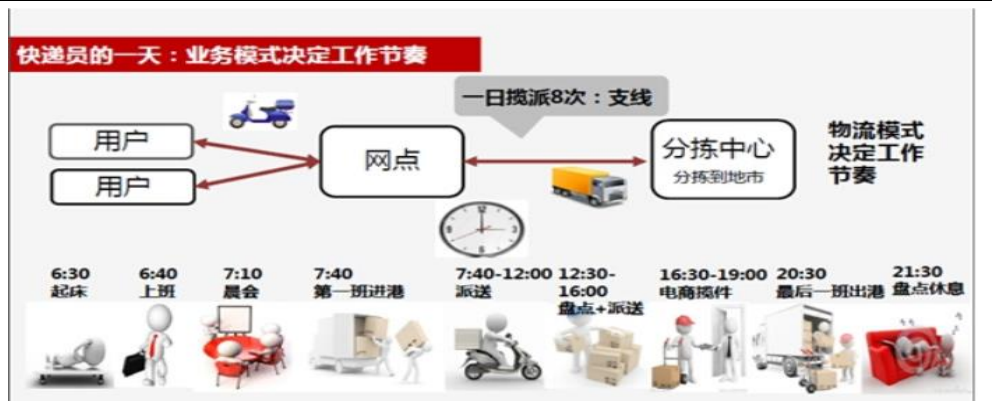 快递员的一天：业务模式决定工作节奏
一日揽派8次：支线
用户
用户
网点
分拣中心
分拣到地市
物流模式
决定工作
节奏
6:30
起床
6:40
上班
7:10
晨会
7:40
第一班进港
7:40-12:00
派送
12:30-
16:00
盘点+派送
16:30-19:00
电商揽件
20:30
最后一班出港
21:30
盘点休息